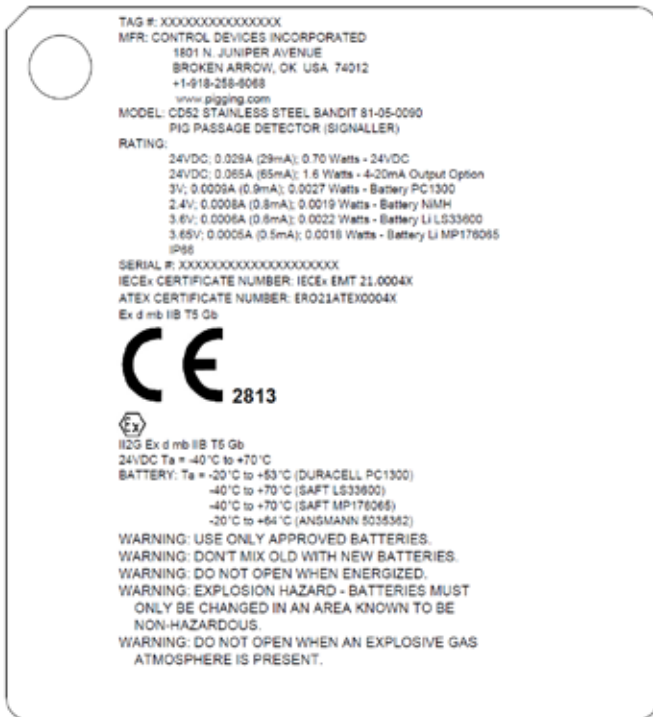 TAG #: XXXXXXXXXXXXXXXX
MFR: CONTROL DEVICES INCORPORATED
1801 N. JUNIPER AVENUE
BROKEN ARROW, OK USA 74012
+1-918-258-6068
www.pigging.com
MODEL: CD52 STAINLESS STEEL BANDIT 81-05-0090
PIG PASSAGE DETECTOR (SIGNALLER)
RATING:
24VDC; 0.029A (29mA); 0.70 Watts - 24VDC
24VDC; 0.065A (65mA); 1.6 Watts - 4-20mA Output Option
3V; 0.0009A (0.9mA); 0.0027 Watts - Battery PC1300
2.4V; 0.0008A (0.8mA); 0.0019 Watts - Battery NiMH
3.6V; 0.0006A (0.6mA); 0.0022 Watts - Battery Li LS33600
3.65V; 0.0005A (0.5mA); 0.0018 Watts - Battery Li MP176065
IP66
SERIAL #: XXXXXXXXXXXXXXXXXXXXX
IECEx CERTIFICATE NUMBER: IECEx EMT 21.0004X
ATEX CERTIFICATE NUMBER: ERO21ATEX0004X
Ex d mb IIB T5 Gb
CE 2813
Ex
II2G Ex d mb IIB T5 Gb
24VDC Ta = -40°C to +70°C
BATTERY: Ta = -20°C to +53°C (DURACELL PC1300)
-40°C to +70°C (SAFT LS33600)
-40°C to +70°C (SAFT MP176065)
-20°C to +64°C (ANSMANN 5035362)
WARNING: USE ONLY APPROVED BATTERIES.
WARNING: DON'T MIX OLD WITH NEW BATTERIES.
WARNING: DO NOT OPEN WHEN ENERGIZED.
WARNING: EXPLOSION HAZARD - BATTERIES MUST
ONLY BE CHANGED IN AN AREA KNOWN TO BE
NON-HAZARDOUS.
WARNING: DO NOT OPEN WHEN AN EXPLOSIVE GAS
ATMOSPHERE IS PRESENT.